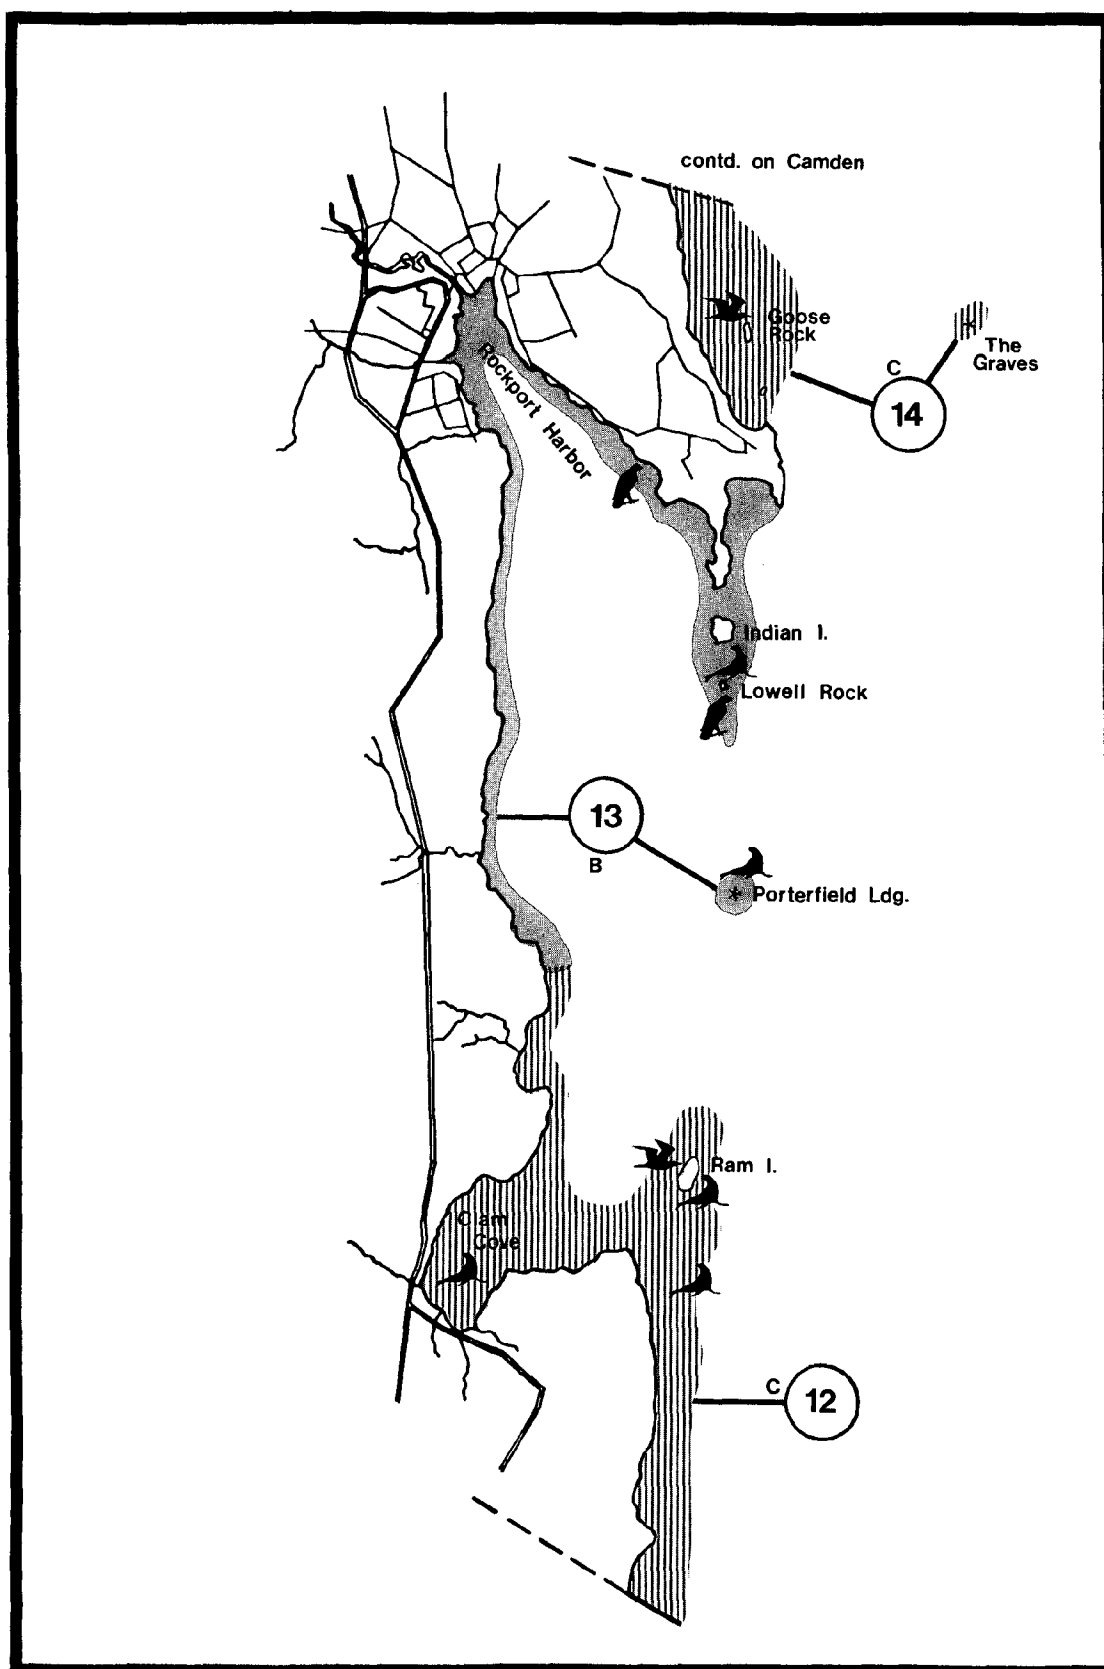 contd. on Camden
Goose
Rock
The
Graves
C
14
Rockport Harbor
Indian I.
Lowell Rock
13
B
Porterfield Ldg.
Ram I.
Clam
Cove
C
12